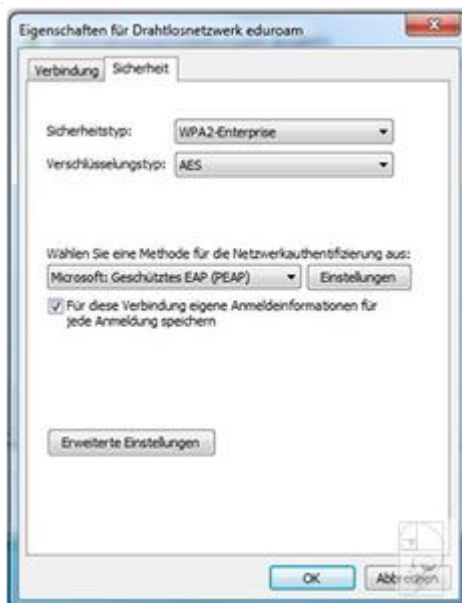 Eigenschaften für Drahtlosnetzwerk eduroam
Verbindung Sicherheit
Sicherheitstyp: WPA2-Enterprise
Verschlüsselungstyp: AES
Wählen Sie eine Methode für die Netzwerkauthentifizierung aus:
Microsoft: Geschütztes EAP (PEAP) Einstellungen
Für diese Verbindung eigene Anmeldeinformationen für
jede Anmeldung speichern
Erweiterte Einstellungen
OK Abbrechen